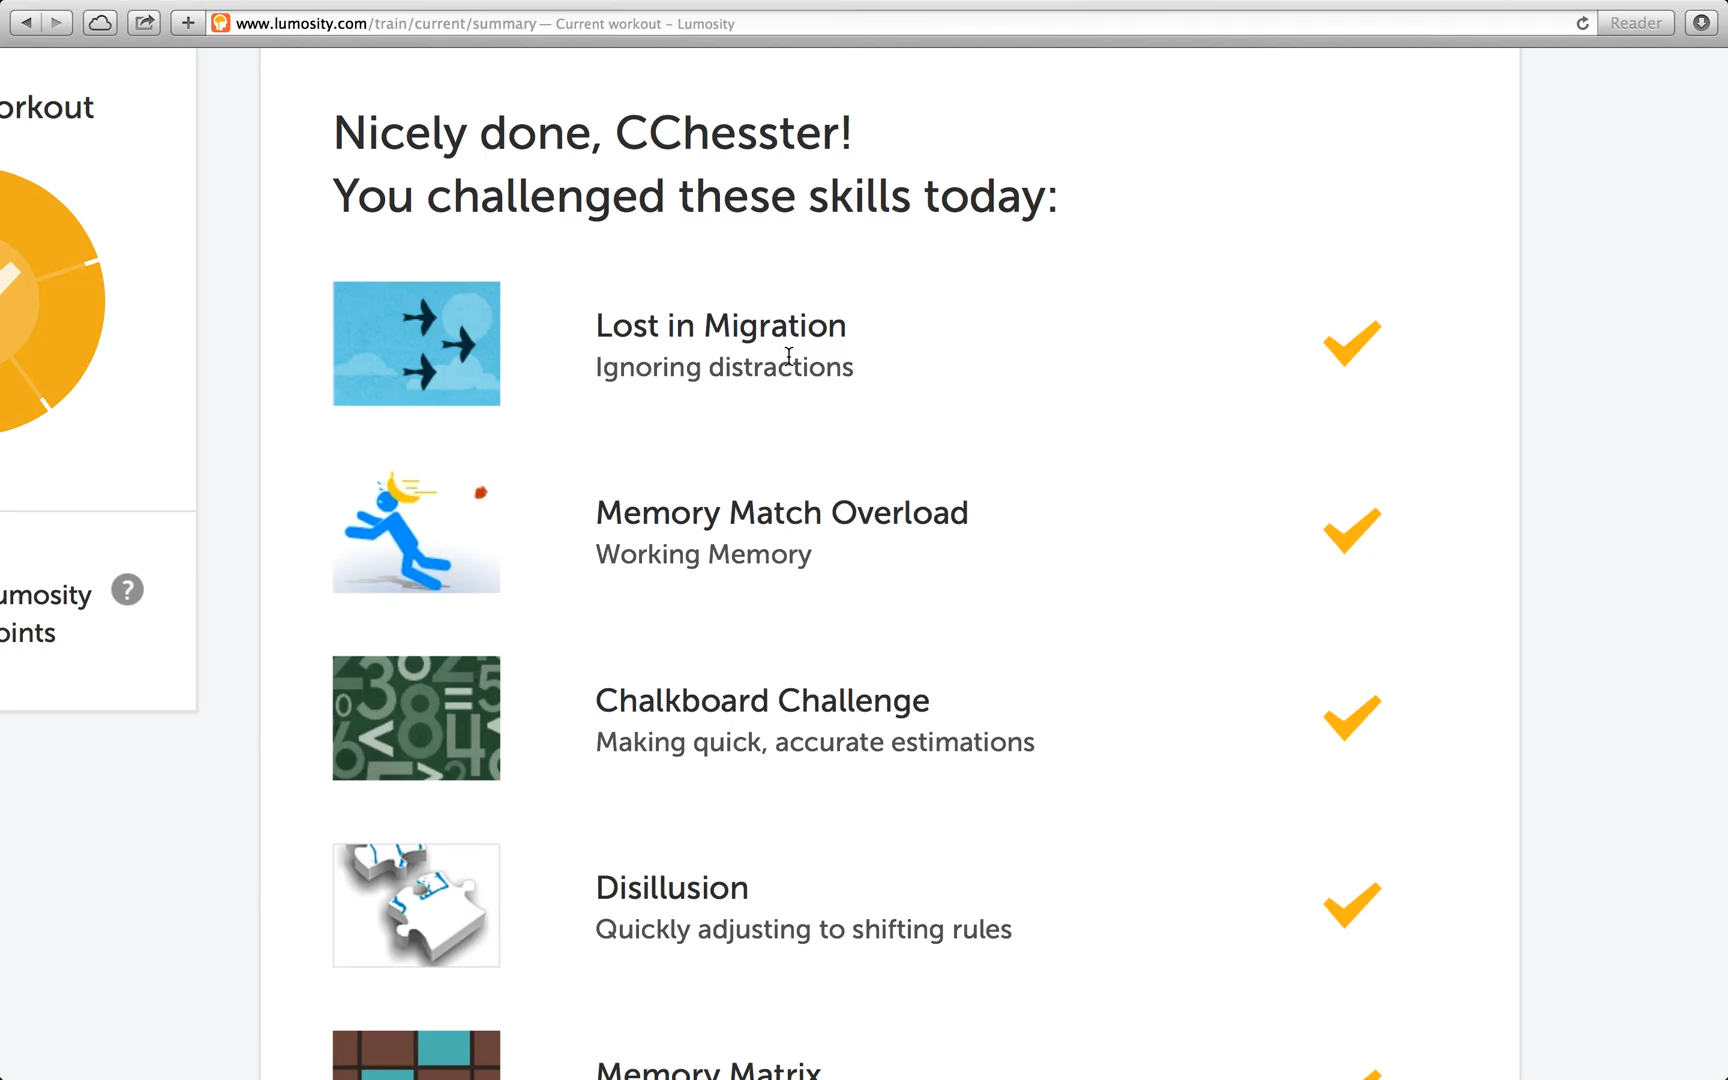 www.lumosity.com/train/current/summary — Current workout – Lumosity
Reader
orkout
Nicely done, CChesster!
You challenged these skills today:
Lost in Migration
Ignoring distractions
Memory Match Overload
Working Memory
umosity ?
oints
Chalkboard Challenge
Making quick, accurate estimations
Disillusion
Quickly adjusting to shifting rules
Memory Matrix